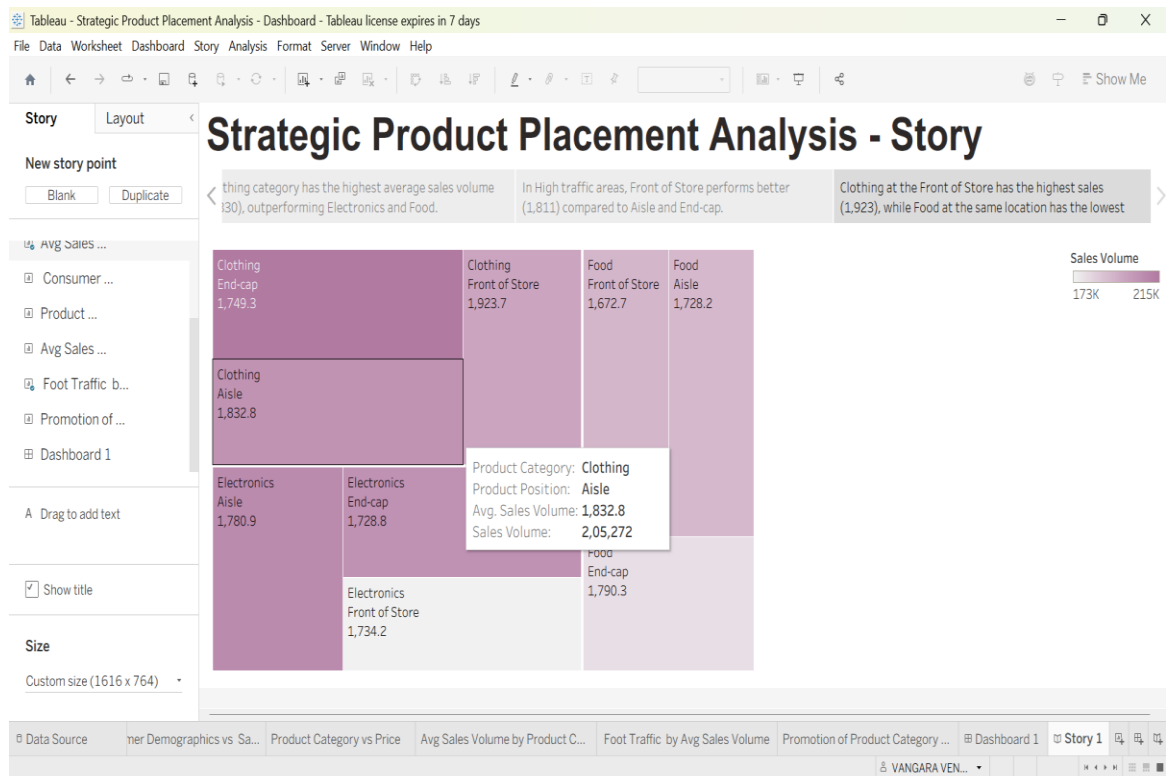 Tableau - Strategic Product Placement Analysis - Dashboard - Tableau license expires in 7 days
File Data Worksheet Dashboard Story Analysis Format Server Window Help
Show Me
Story Layout
New story point
Blank Duplicate
Avg Sales ...
Consumer ...
Product ...
Avg Sales ...
Foot Traffic b...
Promotion of ...
Dashboard 1
A Drag to add text
Show title
Size
Custom size (1616 x 764)
Strategic Product Placement Analysis - Story
thing category has the highest average sales volume
330), outperforming Electronics and Food.
In High traffic areas, Front of Store performs better
(1,811) compared to Aisle and End-cap.
Clothing at the Front of Store has the highest sales
(1,923), while Food at the same location has the lowest
Clothing
End-cap
1,749.3
Clothing
Front of Store
1,923.7
Food
Front of Store
1,672.7
Food
Aisle
1,728.2
Clothing
Aisle
1,832.8
Electronics
Aisle
1,780.9
Electronics
End-cap
1,728.8
Electronics
Front of Store
1,734.2
Food
End-cap
1,790.3
Product Category: Clothing
Product Position: Aisle
Avg. Sales Volume: 1,832.8
Sales Volume: 2,05,272
Sales Volume
173K 215K
Data Source
mer Demographics vs Sa...
Product Category vs Price
Avg Sales Volume by Product C...
Foot Traffic by Avg Sales Volume
Promotion of Product Category ...
Dashboard 1
Story 1
VANGARA VEN...